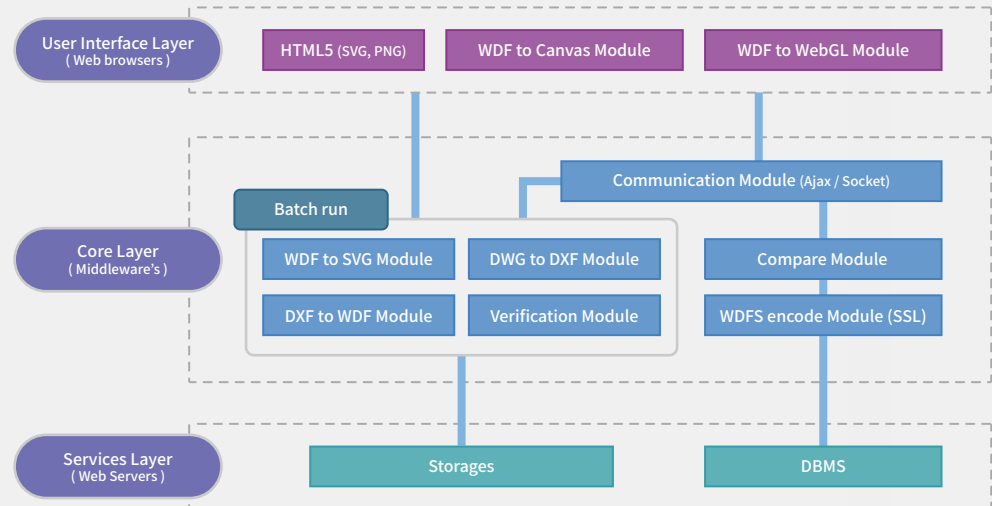 User Interface Layer
( Web browsers )
HTML5 (SVG, PNG)
WDF to Canvas Module
WDF to WebGL Module
Communication Module (Ajax / Socket)
Batch run
Core Layer
( Middleware's )
WDF to SVG Module
DWG to DXF Module
Compare Module
DXF to WDF Module
Verification Module
WDFS encode Module (SSL)
Services Layer
( Web Servers )
Storages
DBMS